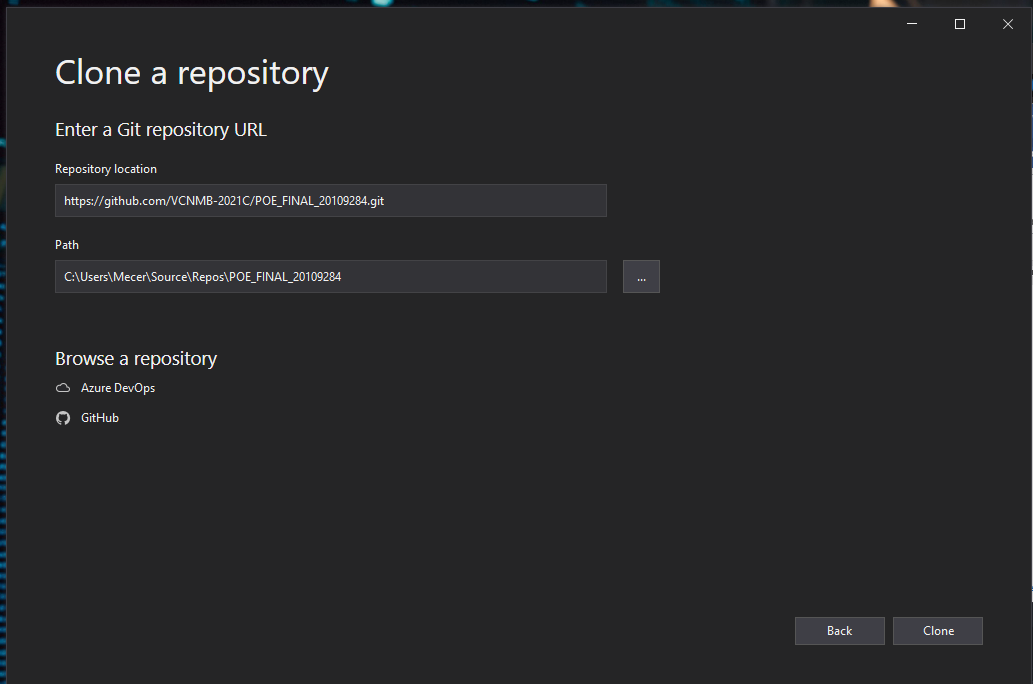 Clone a repository
Enter a Git repository URL
Repository location
https://github.com/VCNMB-2021C/POE_FINAL_20109284.git
Path
C:\Users\Mecer\Source\Repos\POE_FINAL_20109284
...
Browse a repository
Azure DevOps
GitHub
Back
Clone